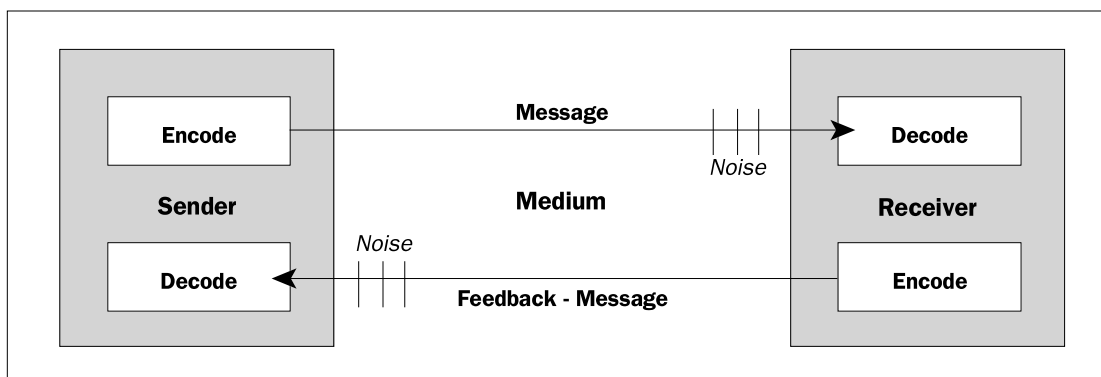 Message
Encode
Decode
Noise
Sender
Medium
Receiver
Noise
Decode
Encode
Feedback - Message